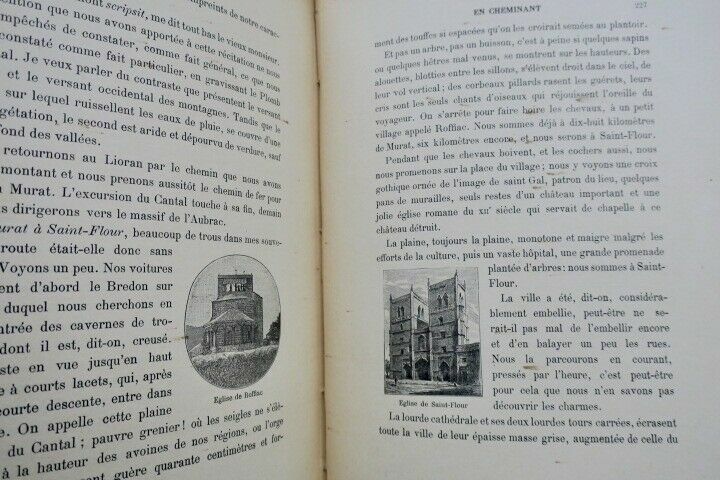 ont scripsit, me dit tout bas le vieux monsieur.
ention que nous avons apportée à cette récitation ne nous
mpêchés de constater, comme fait général, ce que nous
constaté comme fait particulier, en gravissant le Plomb
al. Je veux parler du contraste que présentent le versant
et le versant occidental des montagnes. Tandis que le
sur lequel ruissellent les eaux de pluie, se couvre d'une
égétation, le second est aride et dépourvu de verdure, sauf
fond des vallées.
retournons au Lioran par le chemin que nous avons
montant et nous prenons aussitôt le chemin de fer pour
Murat. L'excursion du Cantal touche à sa fin, demain
s dirigerons vers le massif de l'Aubrac.
urat à Saint-Flour, beaucoup de trous dans mes souve-
route était-elle donc sans
Voyons un peu. Nos voitures
ent d'abord le Bredon sur
duquel nous cherchons en
ntrée des cavernes de tro-
dont il est, dit-on, creusé.
ste en vue jusqu'en haut
à courts lacets, qui, après
courte descente, entre dans
e. On appelle cette plaine
du Cantal; pauvre grenier! où les seigles ne s'élè-
à la hauteur des avoines de nos régions, où l'orge
guère quarante centimètres et for-
Église de Roffiac
EN CHEMINANT
227
ment des touffes si espacées qu'on les croirait semées au plantoir.
Et pas un arbre, pas un buisson, c'est à peine si quelques sapins
ou quelques hêtres mal venus, se montrent sur les hauteurs. Des
alouettes, blotties entre les sillons, s'élèvent droit dans le ciel, de
leur vol vertical; des corbeaux pillards rasent les guérets, leurs
cris sont les seuls chants d'oiseaux qui réjouissent l'oreille du
voyageur. On s'arrête pour faire boire les chevaux, à un petit
village appelé Roffiac. Nous sommes déjà à dix-huit kilomètres
de Murat, six kilomètres encore, et nous serons à Saint-Flour.
Pendant que les chevaux boivent, et les cochers aussi, nous
nous promenons sur la place du village; nous y voyons une croix
gothique ornée de l'image de saint Gal, patron du lieu, quelques
pans de murailles, seuls restes d'un château important et une
jolie église romane du XIIe siècle qui servait de chapelle à ce
château détruit.
La plaine, toujours la plaine, monotone et maigre malgré les
efforts de la culture, puis un vaste hôpital, une grande promenade
plantée d'arbres: nous sommes à Saint-
Flour.
La ville a été, dit-on, considéra-
blement embellie, peut-être ne se-
rait-il pas mal de l'embellir encore
et d'en balayer un peu les rues.
Nous la parcourons en courant,
pressés par l'heure, c'est peut-être
pour cela que nous n'en savons pas
découvrir les charmes.
Église de Saint-Flour
La lourde cathédrale et ses deux lourdes tours carrées, écrasent
toute la ville de leur épaisse masse grise, augmentée de celle du